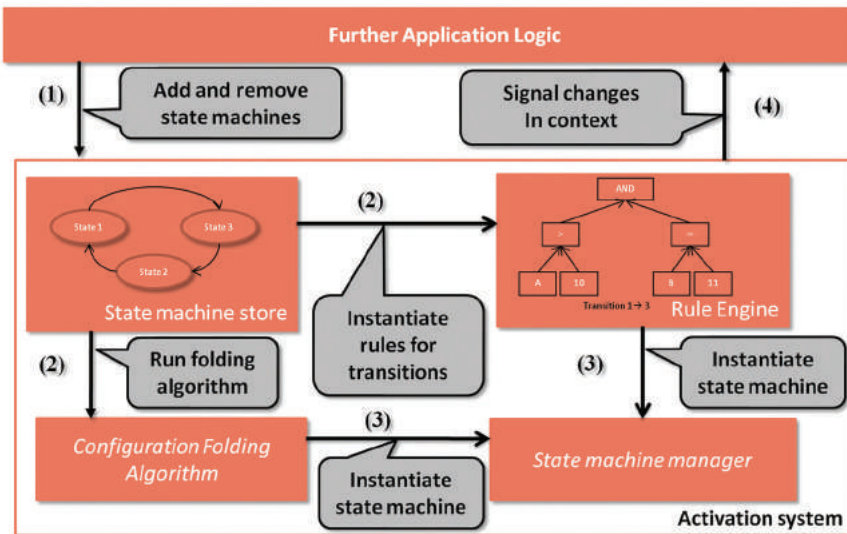 Further Application Logic
(1)
Add and remove
state machines
Signal changes
In context
(4)
State 1
State 3
State 2
State machine store
(2)
Instantiate
rules for
transitions
AND
>
=
A
10
B
11
Transition 1→ 3
Rule Engine
(2)
Run folding
algorithm
(3)
Instantiate
state machine
Configuration Folding
Algorithm
(3)
Instantiate
state machine
State machine manager
Activation system